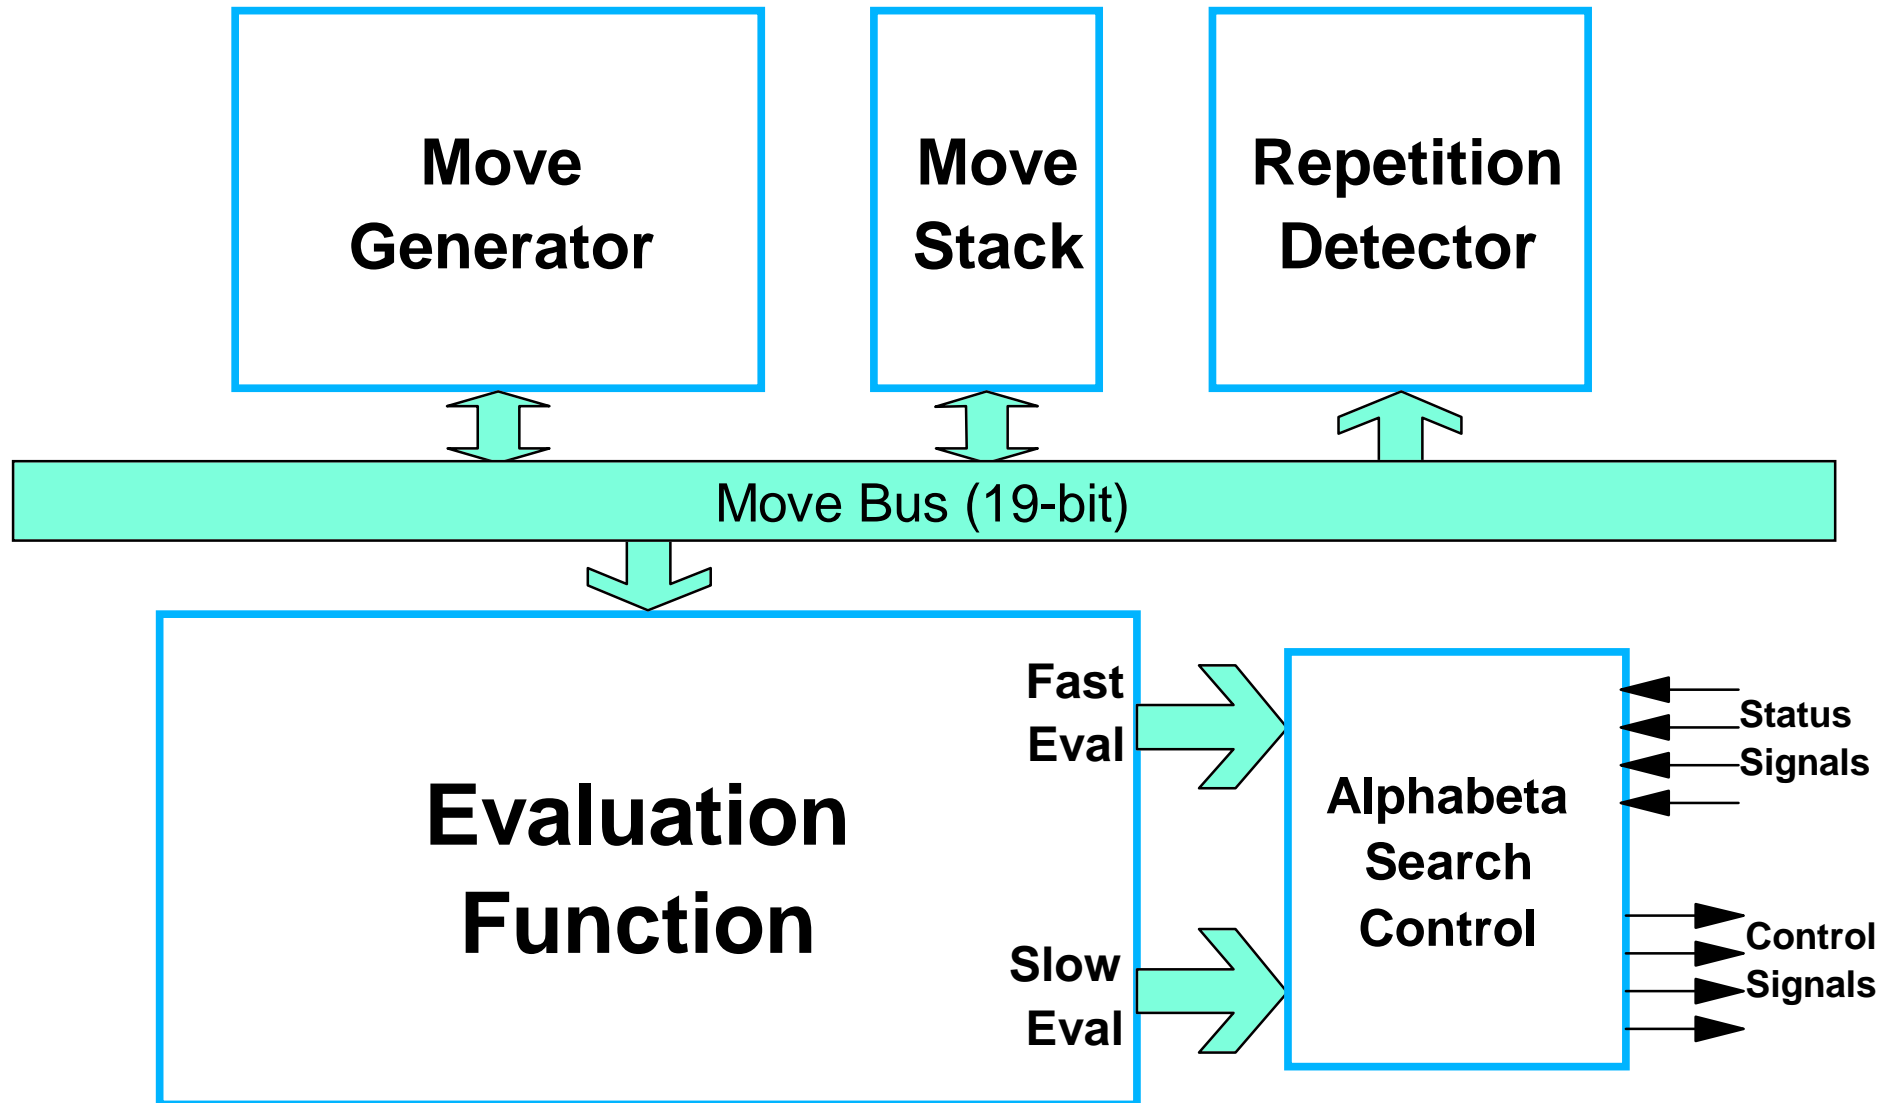 Move
Generator
Move
Stack
Repetition
Detector
Move Bus (19-bit)
Evaluation
Function
Fast
Eval
Slow
Eval
Alphabeta
Search
Control
Status
Signals
Control
Signals